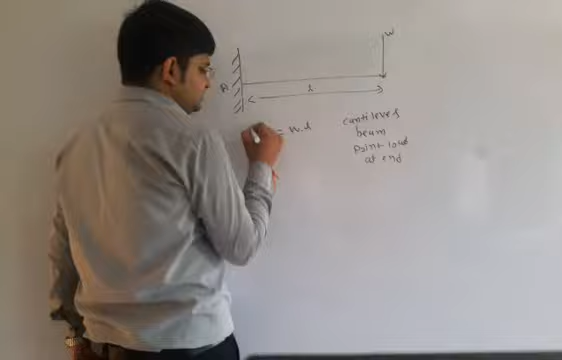 W
A
l
= w.l
cantilever
beam
point load
at end